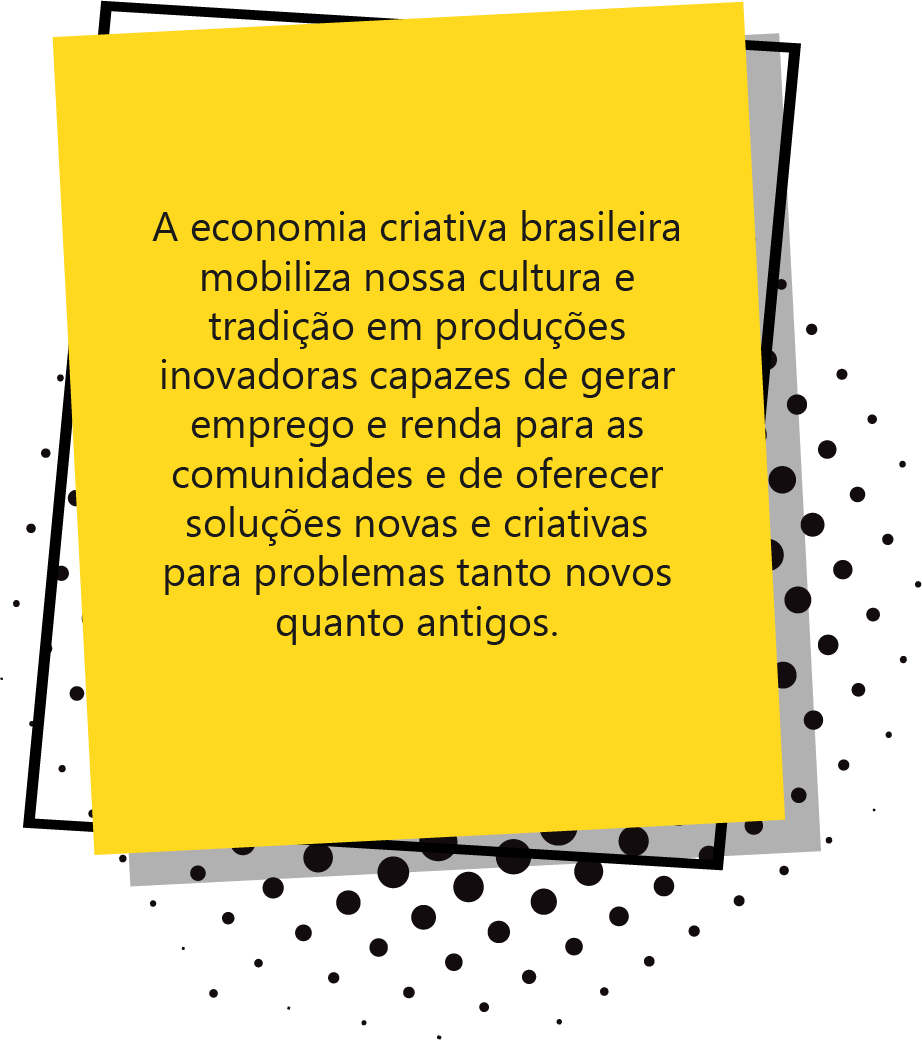 A economia criativa brasileira
mobiliza nossa cultura e
tradição em produções
inovadoras capazes de gerar
emprego e renda para as
comunidades e de oferecer
soluções novas e criativas
para problemas tanto novos
quanto antigos.